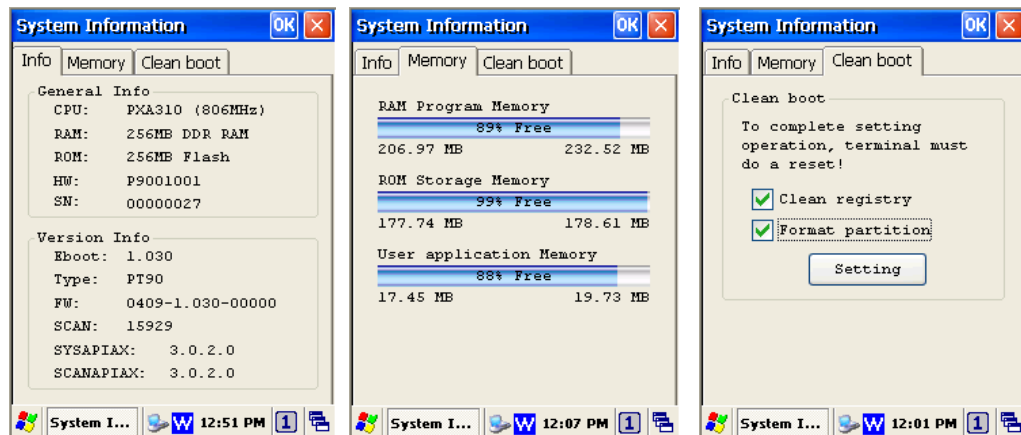 System Information OK
Info Memory Clean boot
General Info
CPU: PXA310 (806MHz)
RAM: 256MB DDR RAM
ROM: 256MB Flash
HW: P9001001
SN: 00000027
Version Info
Eboot: 1.030
Type: PT90
FW: 0409-1.030-00000
SCAN: 15929
SYSAPIAX: 3.0.2.0
SCANAPIAX: 3.0.2.0
System I... W 12:51 PM 1
System Information OK
Info Memory Clean boot
RAM Program Memory
89% Free
206.97 MB 232.52 MB
ROM Storage Memory
99% Free
177.74 MB 178.61 MB
User application Memory
88% Free
17.45 MB 19.73 MB
System I... W 12:07 PM 1
System Information OK
Info Memory Clean boot
Clean boot
To complete setting
operation, terminal must
do a reset!
Clean registry
Format partition
Setting
System I... W 12:01 PM 1